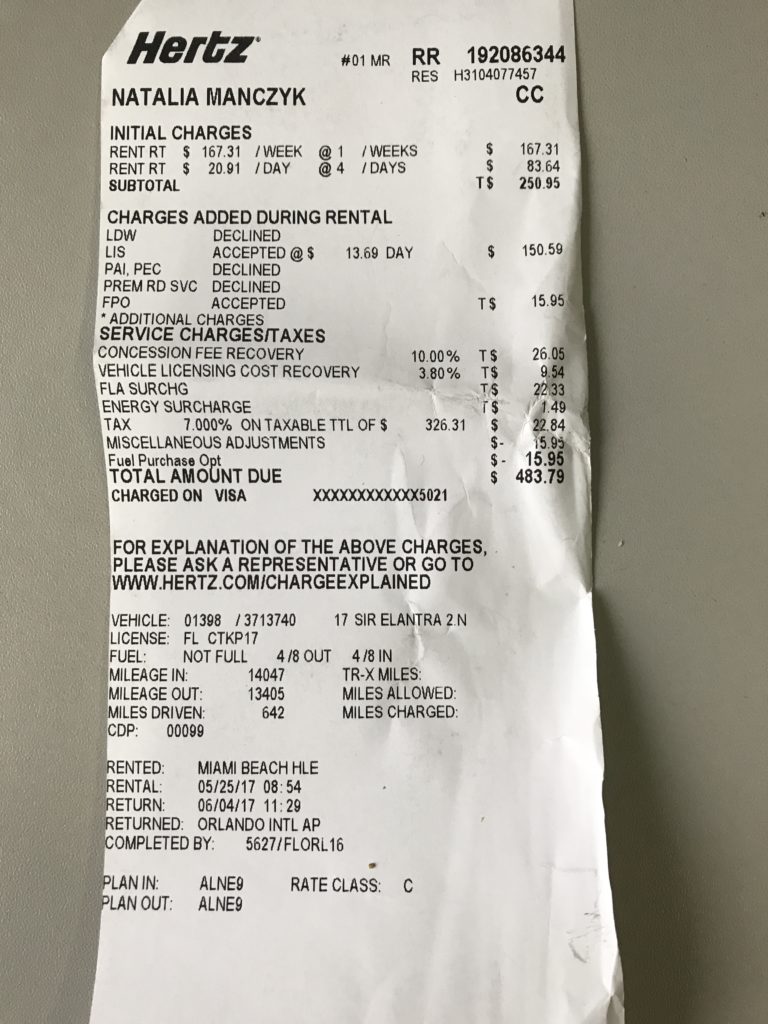 Hertz
#01 MR RR 192086344
RES H3104077457
NATALIA MANCZYK CC
INITIAL CHARGES
RENT RT $ 167.31 /WEEK @ 1 /WEEKS $ 167.31
RENT RT $ 20.91 /DAY @ 4 /DAYS $ 83.64
SUBTOTAL T$ 250.95
CHARGES ADDED DURING RENTAL
LDW DECLINED
LIS ACCEPTED @ $ 13.69 DAY $ 150.59
PAI, PEC DECLINED
PREM RD SVC DECLINED
FPO ACCEPTED T$ 15.95
* ADDITIONAL CHARGES
SERVICE CHARGES/TAXES
CONCESSION FEE RECOVERY 10.00% T$ 26.05
VEHICLE LICENSING COST RECOVERY 3.80% T$ 9.54
FLA SURCHG T$ 22.33
ENERGY SURCHARGE T$ 1.49
TAX 7.000% ON TAXABLE TTL OF $ 326.31 $ 22.84
MISCELLANEOUS ADJUSTMENTS $- 15.95
Fuel Purchase Opt $- 15.95
TOTAL AMOUNT DUE $ 483.79
CHARGED ON VISA XXXXXXXXXXXX5021
FOR EXPLANATION OF THE ABOVE CHARGES,
PLEASE ASK A REPRESENTATIVE OR GO TO
WWW.HERTZ.COM/CHARGEEXPLAINED
VEHICLE: 01398 /3713740 17 SIR ELANTRA 2.N
LICENSE: FL CTKP17
FUEL: NOT FULL 4/8 OUT 4/8 IN
MILEAGE IN: 14047 TR-X MILES:
MILEAGE OUT: 13405 MILES ALLOWED:
MILES DRIVEN: 642 MILES CHARGED:
CDP: 00099
RENTED: MIAMI BEACH HLE
RENTAL: 05/25/17 08:54
RETURN: 06/04/17 11:29
RETURNED: ORLANDO INTL AP
COMPLETED BY: 5627/FLORL16
PLAN IN: ALNE9 RATE CLASS: C
PLAN OUT: ALNE9